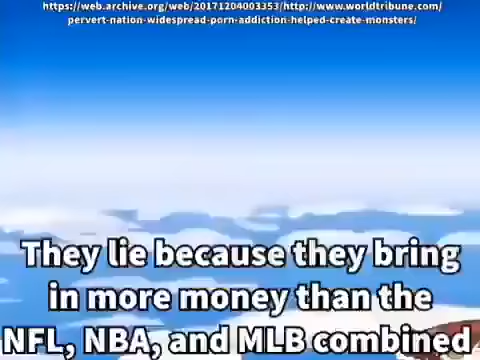 https://web.archive.org/web/20171204003353/http://www.worldtribune.com/
pervert-nation-widespread-porn-addiction-helped-create-monsters/
They lie because they bring
in more money than the
NFL, NBA, and MLB combined